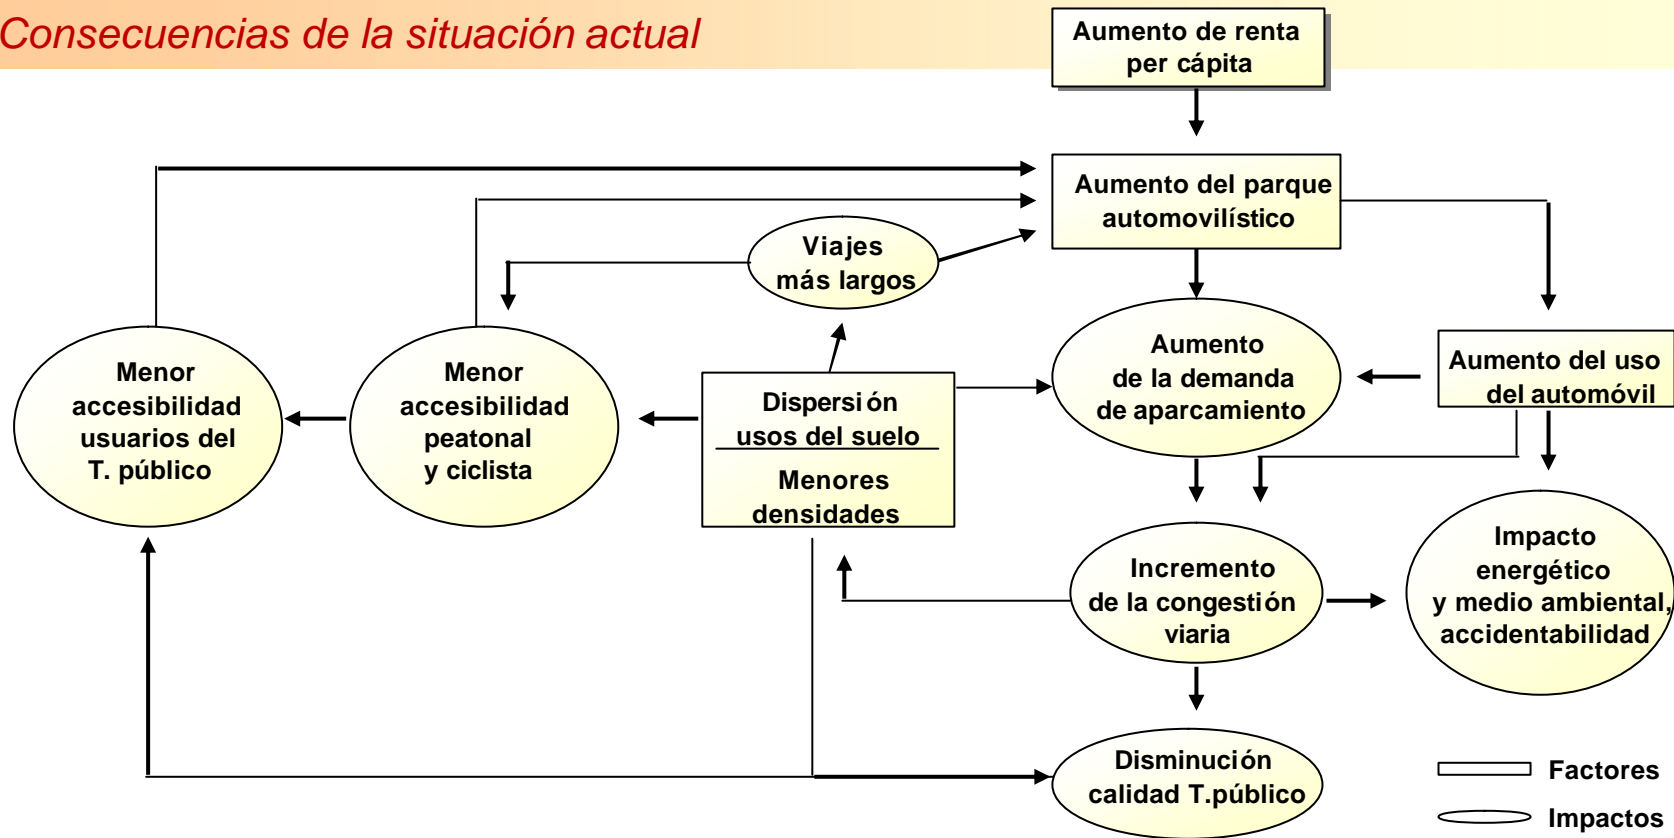 Consecuencias de la situación actual
Aumento de renta
per cápita
Aumento del parque
automovilístico
Viajes
más largos
Menor
accesibilidad
usuarios del
T. público
Menor
accesibilidad
peatonal
y ciclista
Dispersión
usos del suelo
Menores
densidades
Aumento
de la demanda
de aparcamiento
Aumento del uso
del automóvil
Incremento
de la congestión
viaria
Impacto
energético
y medio ambiental,
accidentabilidad
Disminución
calidad T.público
Factores
Impactos